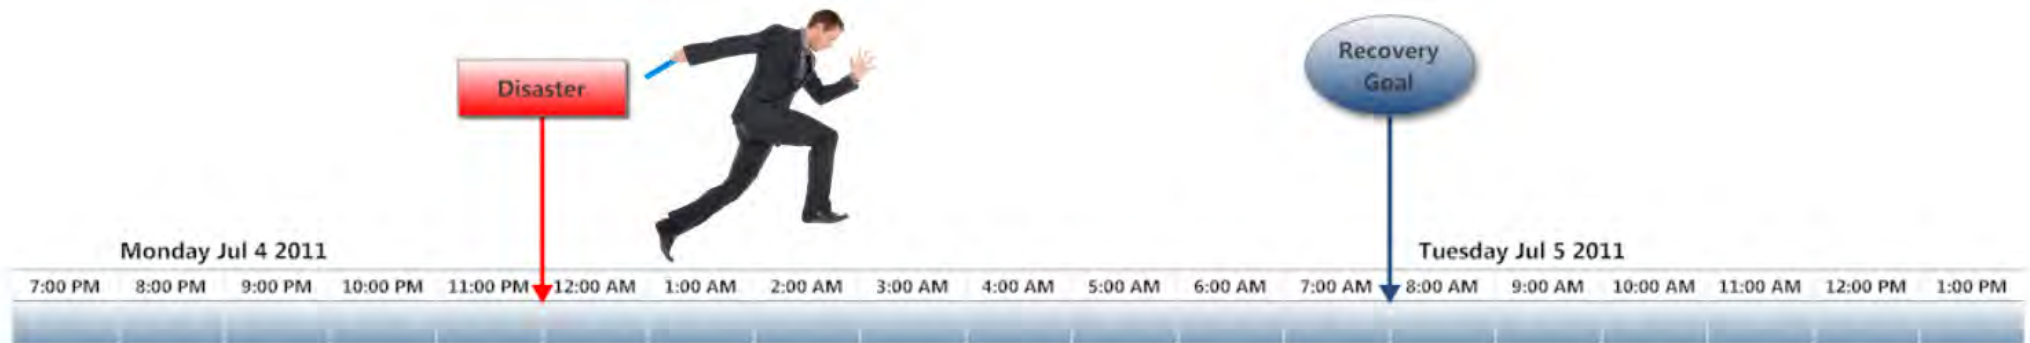 Disaster
Recovery
Goal
Monday Jul 4 2011
Tuesday Jul 5 2011
7:00 PM 8:00 PM 9:00 PM 10:00 PM 11:00 PM 12:00 AM 1:00 AM 2:00 AM 3:00 AM 4:00 AM 5:00 AM 6:00 AM 7:00 AM 8:00 AM 9:00 AM 10:00 AM 11:00 AM 12:00 PM 1:00 PM